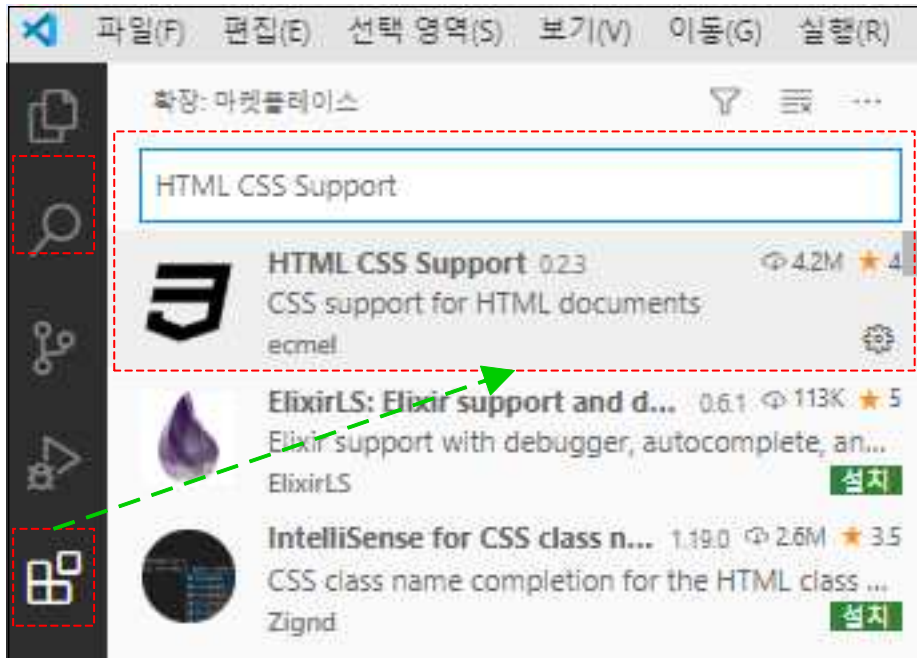 파일(F) 편집(E) 선택 영역(S) 보기(V) 이동(G) 실행(R)
확장: 마켓플레이스
HTML CSS Support
HTML CSS Support 0.2.3 4.2M ★ 4
CSS support for HTML documents
ecmel
ElixirLS: Elixir support and d... 0.6.1 113K ★ 5
Elixir support with debugger, autocomplete, an...
ElixirLS 설치
IntelliSense for CSS class n... 1.19.0 2.6M ★ 3.5
CSS class name completion for the HTML class ...
Zignd 설치